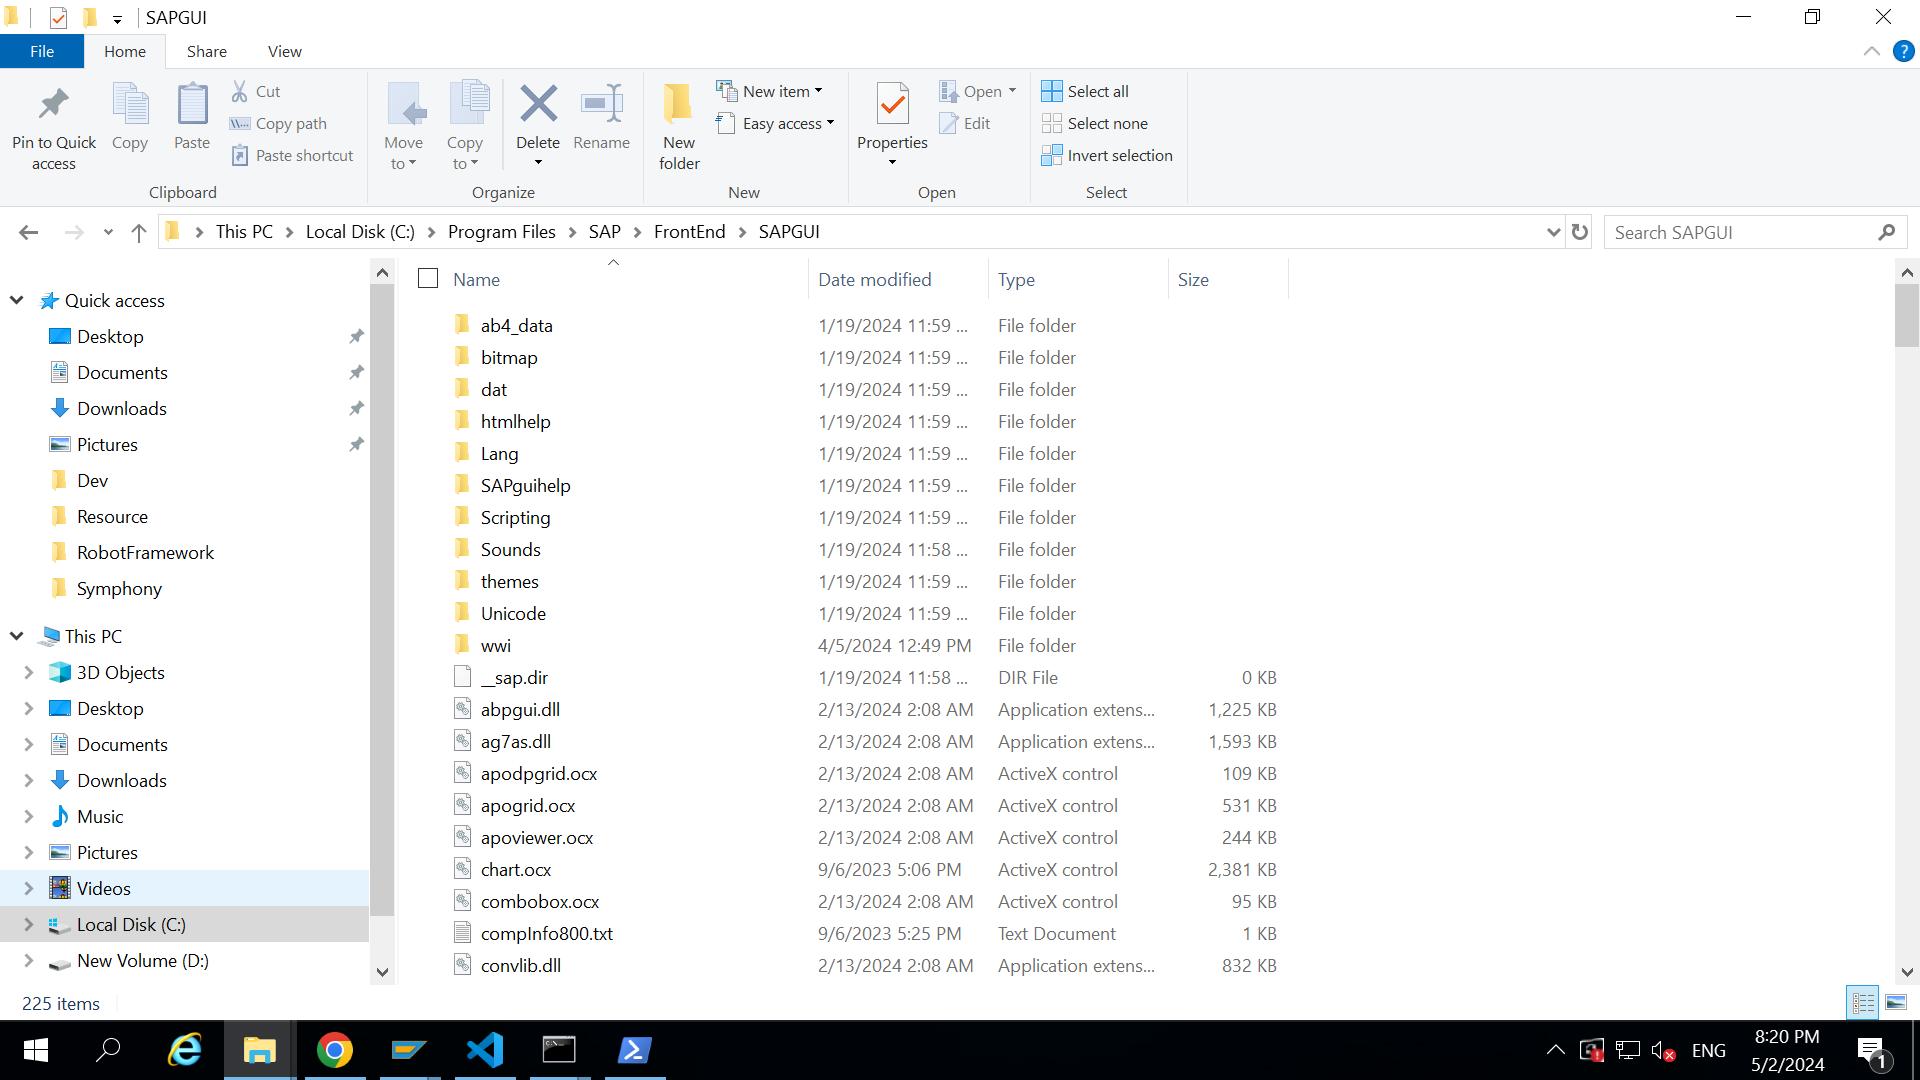 SAPGUI
File
Home
Share
View
Pin to Quick access
Copy
Paste
Cut
Copy path
Paste shortcut
Clipboard
Move to
Copy to
Delete
Rename
Organize
New folder
New item
Easy access
New
Properties
Open
Edit
Open
Select all
Select none
Invert selection
Select
This PC
Local Disk (C:)
Program Files
SAP
FrontEnd
SAPGUI
Search SAPGUI
Quick access
Desktop
Documents
Downloads
Pictures
Dev
Resource
RobotFramework
Symphony
This PC
3D Objects
Desktop
Documents
Downloads
Music
Pictures
Videos
Local Disk (C:)
New Volume (D:)
Name Date modified Type Size
ab4_data 1/19/2024 11:59 ... File folder
bitmap 1/19/2024 11:59 ... File folder
dat 1/19/2024 11:59 ... File folder
htmlhelp 1/19/2024 11:59 ... File folder
Lang 1/19/2024 11:59 ... File folder
SAPguihelp 1/19/2024 11:59 ... File folder
Scripting 1/19/2024 11:59 ... File folder
Sounds 1/19/2024 11:58 ... File folder
themes 1/19/2024 11:59 ... File folder
Unicode 1/19/2024 11:59 ... File folder
wwi 4/5/2024 12:49 PM File folder
__sap.dir 1/19/2024 11:58 ... DIR File 0 KB
abpgui.dll 2/13/2024 2:08 AM Application extens... 1,225 KB
ag7as.dll 2/13/2024 2:08 AM Application extens... 1,593 KB
apodpgrid.ocx 2/13/2024 2:08 AM ActiveX control 109 KB
apogrid.ocx 2/13/2024 2:08 AM ActiveX control 531 KB
apoviewer.ocx 2/13/2024 2:08 AM ActiveX control 244 KB
chart.ocx 9/6/2023 5:06 PM ActiveX control 2,381 KB
combobox.ocx 2/13/2024 2:08 AM ActiveX control 95 KB
compInfo800.txt 9/6/2023 5:25 PM Text Document 1 KB
convlib.dll 2/13/2024 2:08 AM Application extens... 832 KB
225 items
ENG
8:20 PM
5/2/2024
1